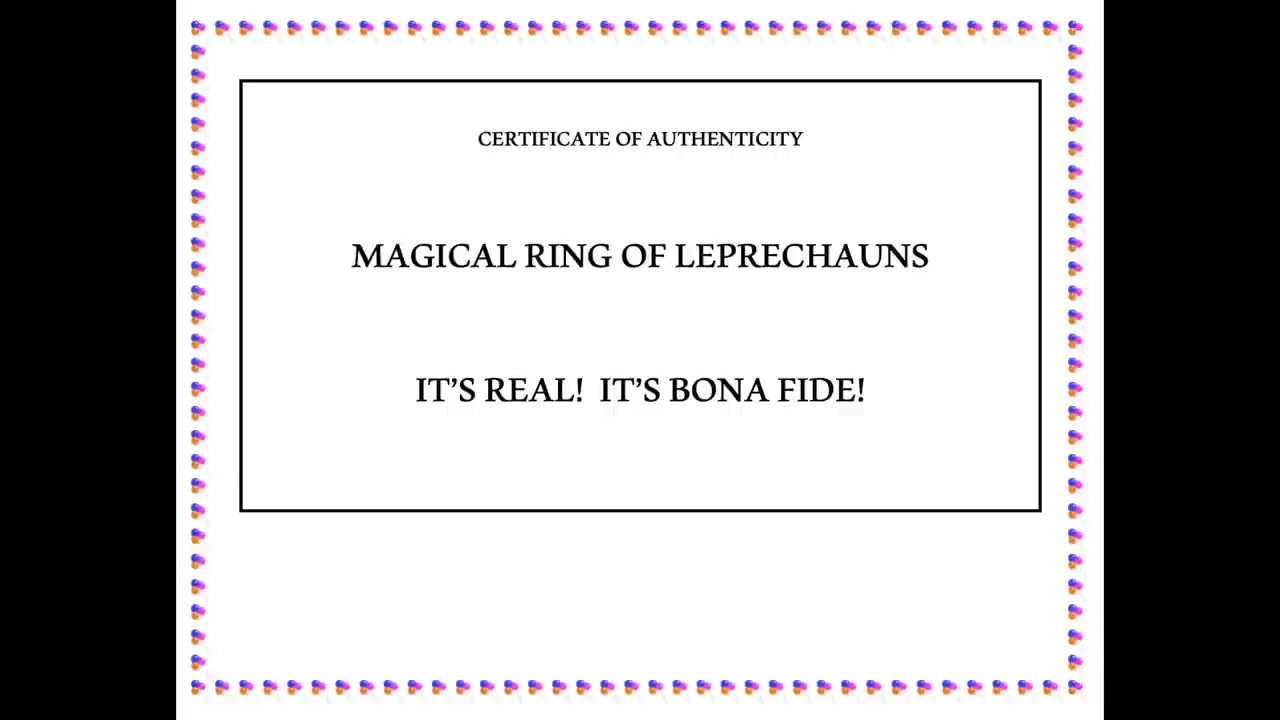 CERTIFICATE OF AUTHENTICITY
MAGICAL RING OF LEPRECHAUNS
IT’S REAL!  IT’S BONA FIDE!